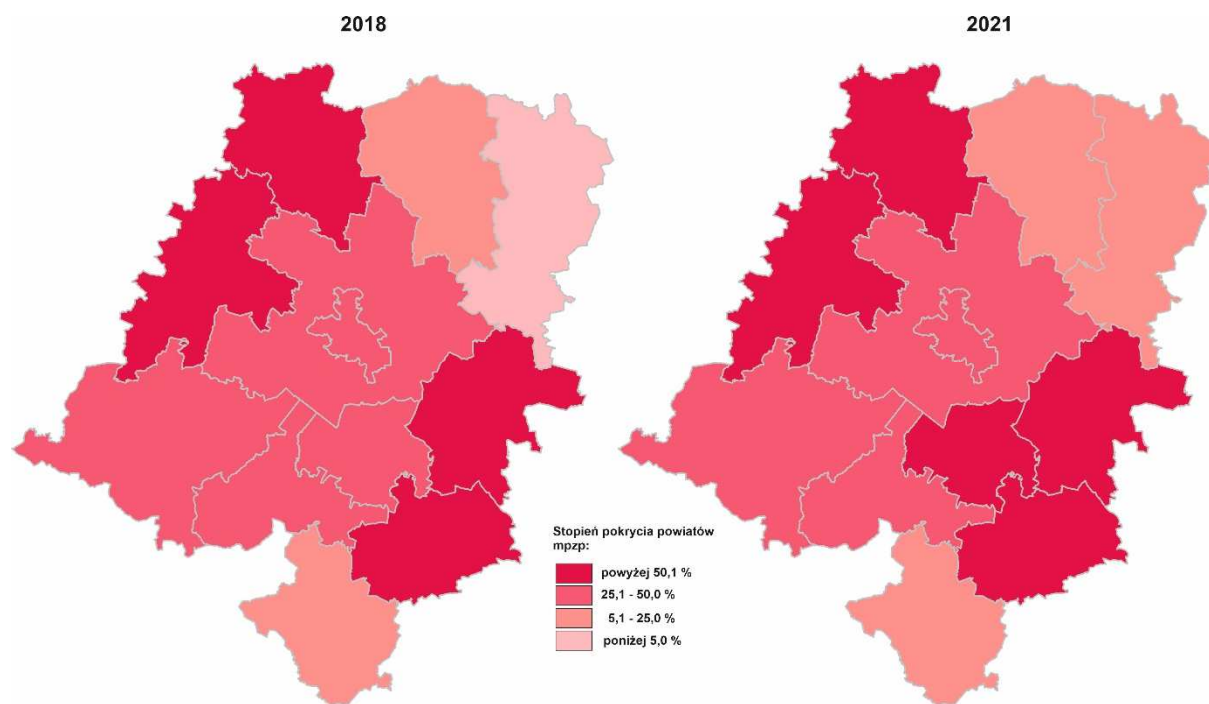 2018
2021
Stopień pokrycia powiatów
mpzp:
powyżej 50,1 %
25,1 - 50,0 %
5,1 - 25,0 %
poniżej 5,0 %